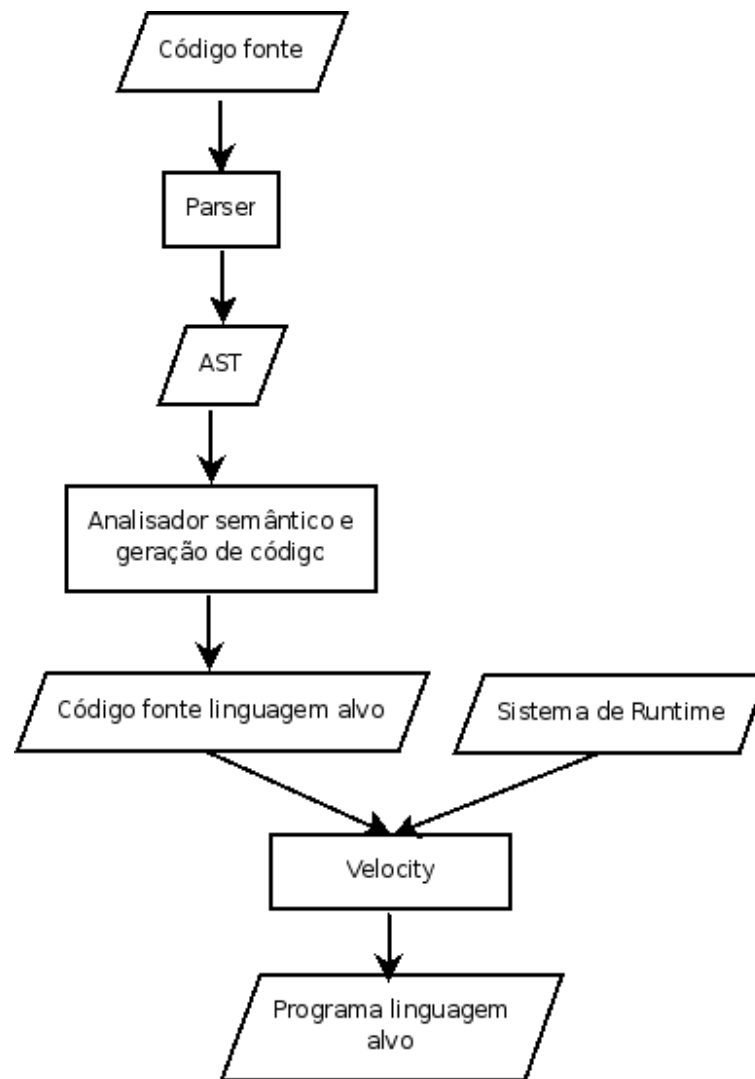 Código fonte
Parser
AST
Analisador semântico e
geração de códigc
Código fonte linguagem alvo
Sistema de Runtime
Velocity
Programa linguagem
alvo